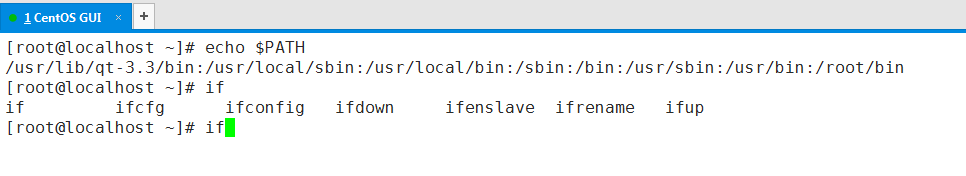 1 CentOS GUI × +
[root@localhost ~]# echo $PATH
/usr/lib/qt-3.3/bin:/usr/local/sbin:/usr/local/bin:/sbin:/bin:/usr/sbin:/usr/bin:/root/bin
[root@localhost ~]# if
if ifcfg ifconfig ifdown ifenslave ifrename ifup
[root@localhost ~]# if